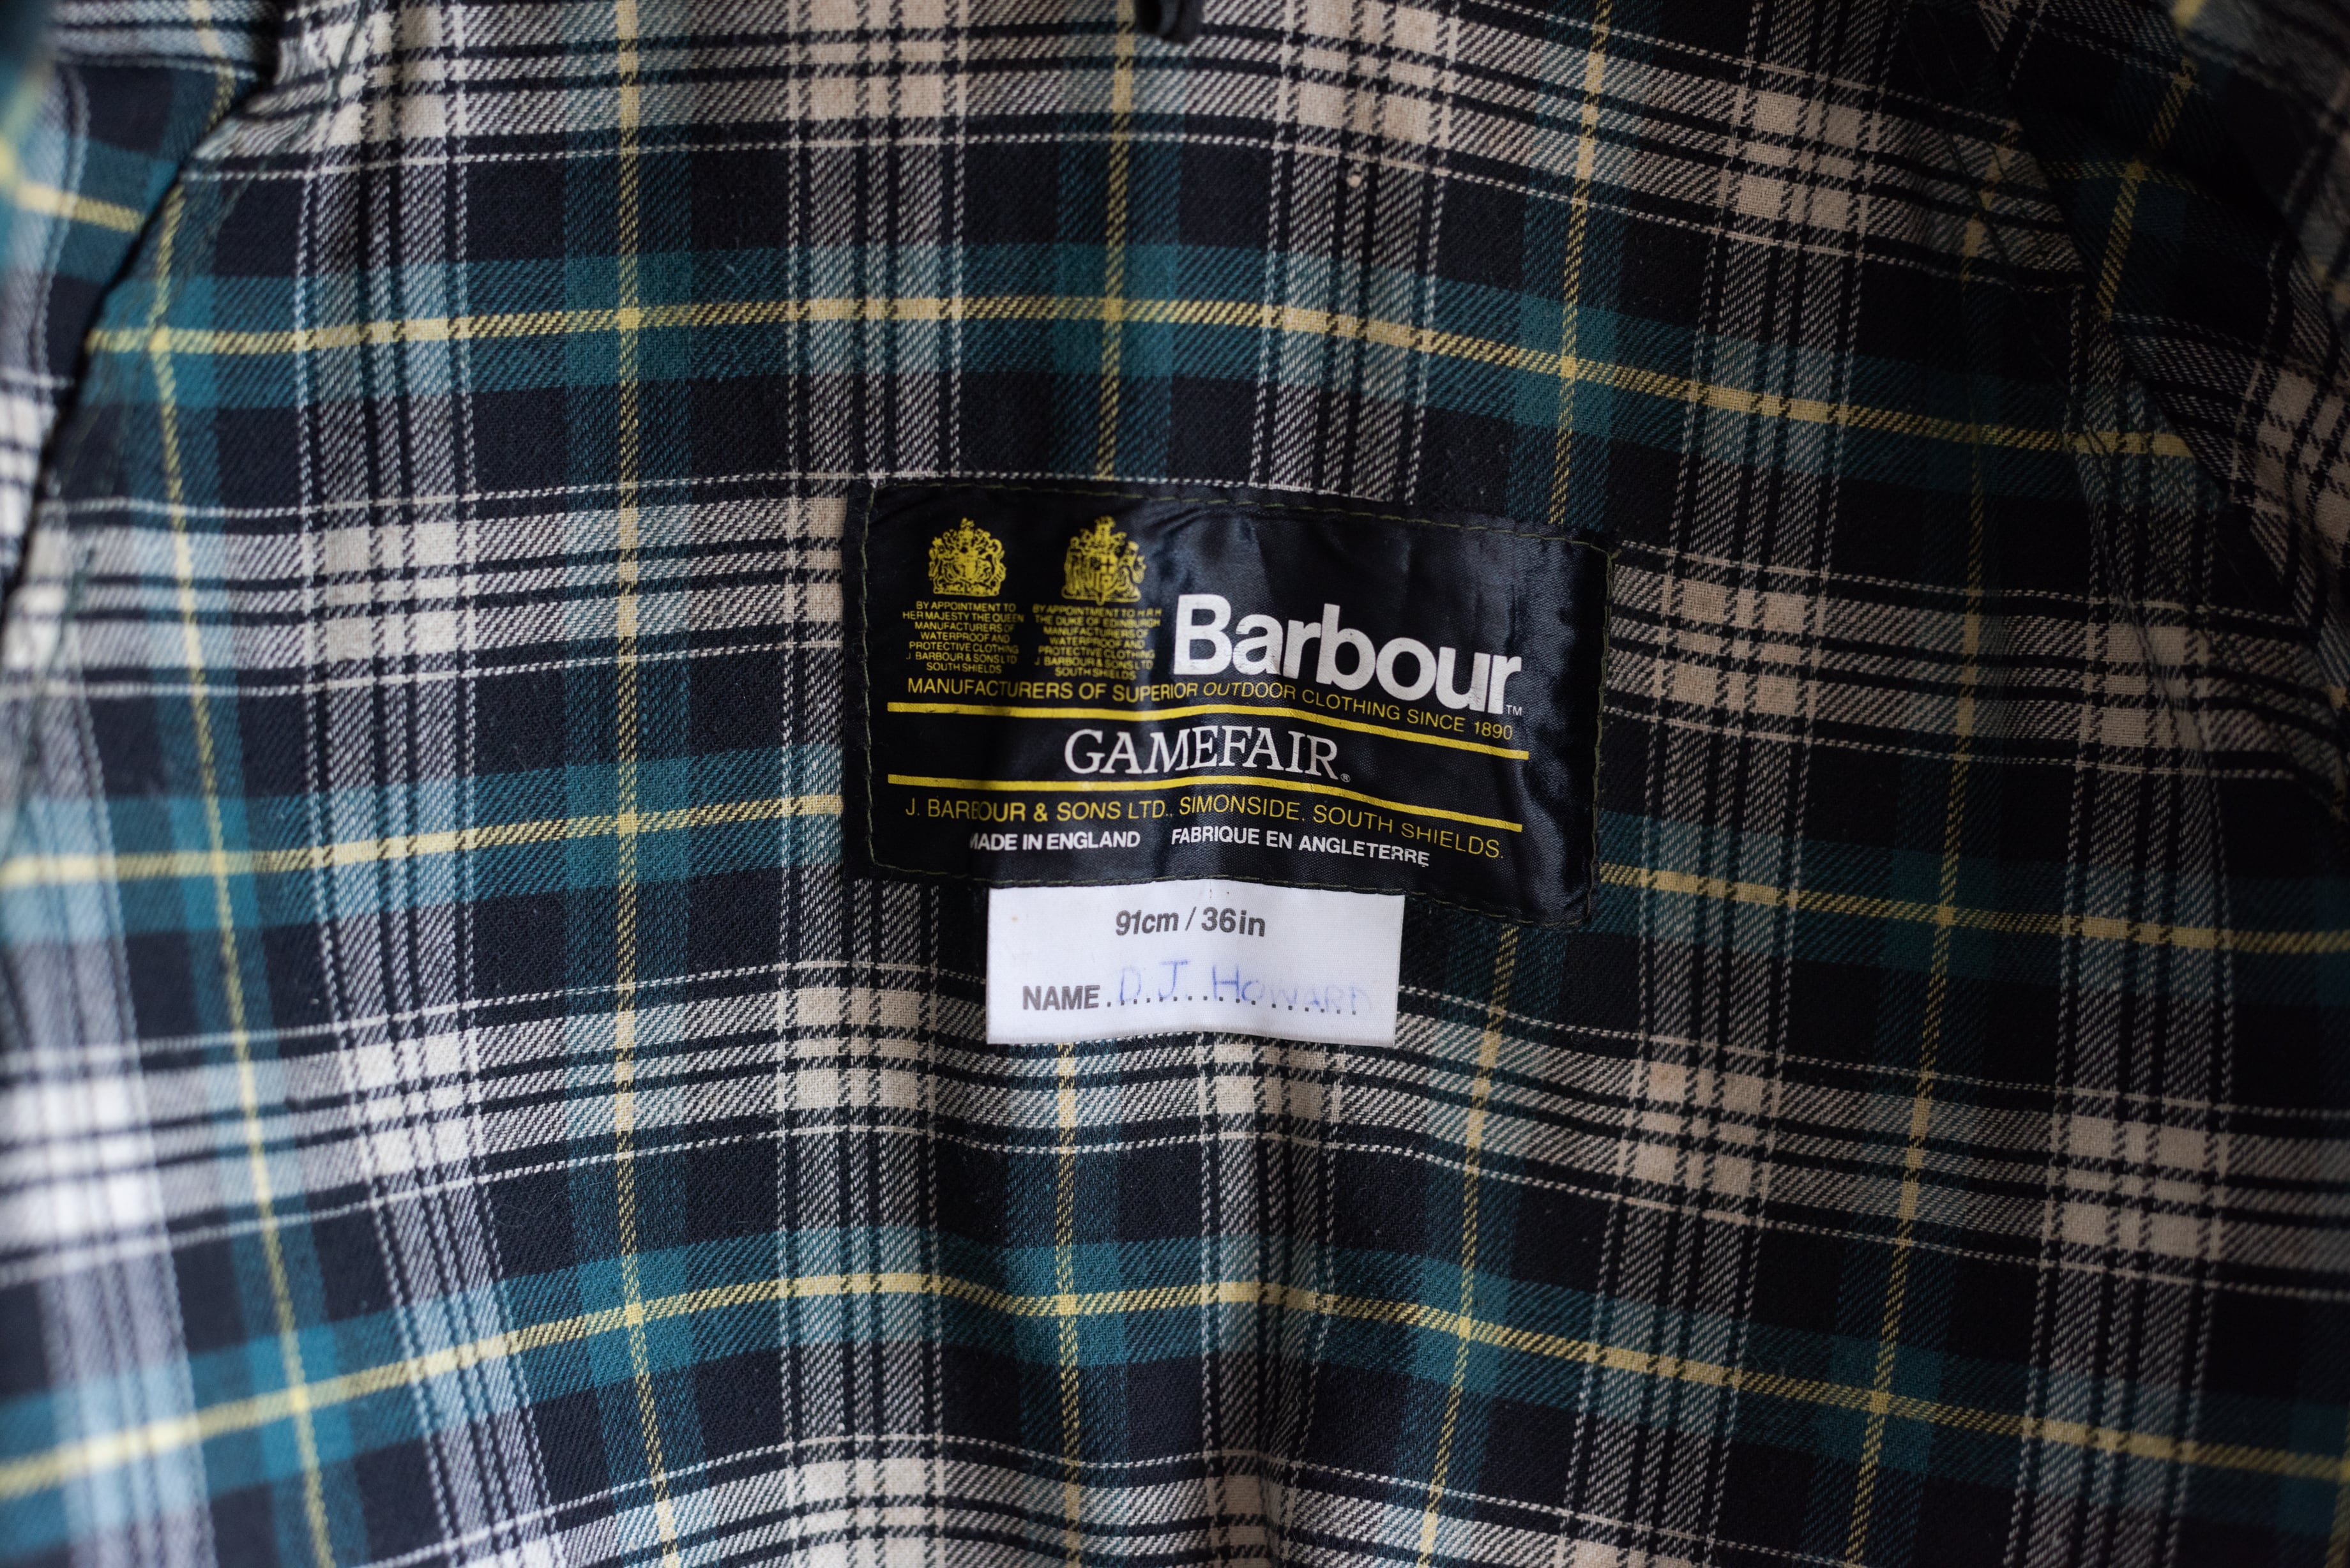 BY APPOINTMENT TO
HER MAJESTY THE QUEEN
MANUFACTURERS OF
WATERPROOF AND
PROTECTIVE CLOTHING
J. BARBOUR & SONS LTD
SOUTH SHIELDS
BY APPOINTMENT TO H.R.H
THE DUKE OF EDINBURGH
MANUFACTURERS OF
WATERPROOF AND
PROTECTIVE CLOTHING
J. BARBOUR & SONS LTD
SOUTH SHIELDS
Barbour™
MANUFACTURERS OF SUPERIOR OUTDOOR CLOTHING SINCE 1890
GAMEFAIR®
J. BARBOUR & SONS LTD., SIMONSIDE, SOUTH SHIELDS.
MADE IN ENGLAND FABRIQUE EN ANGLETERRE
91cm / 36in
NAME. D.J. HOWARD